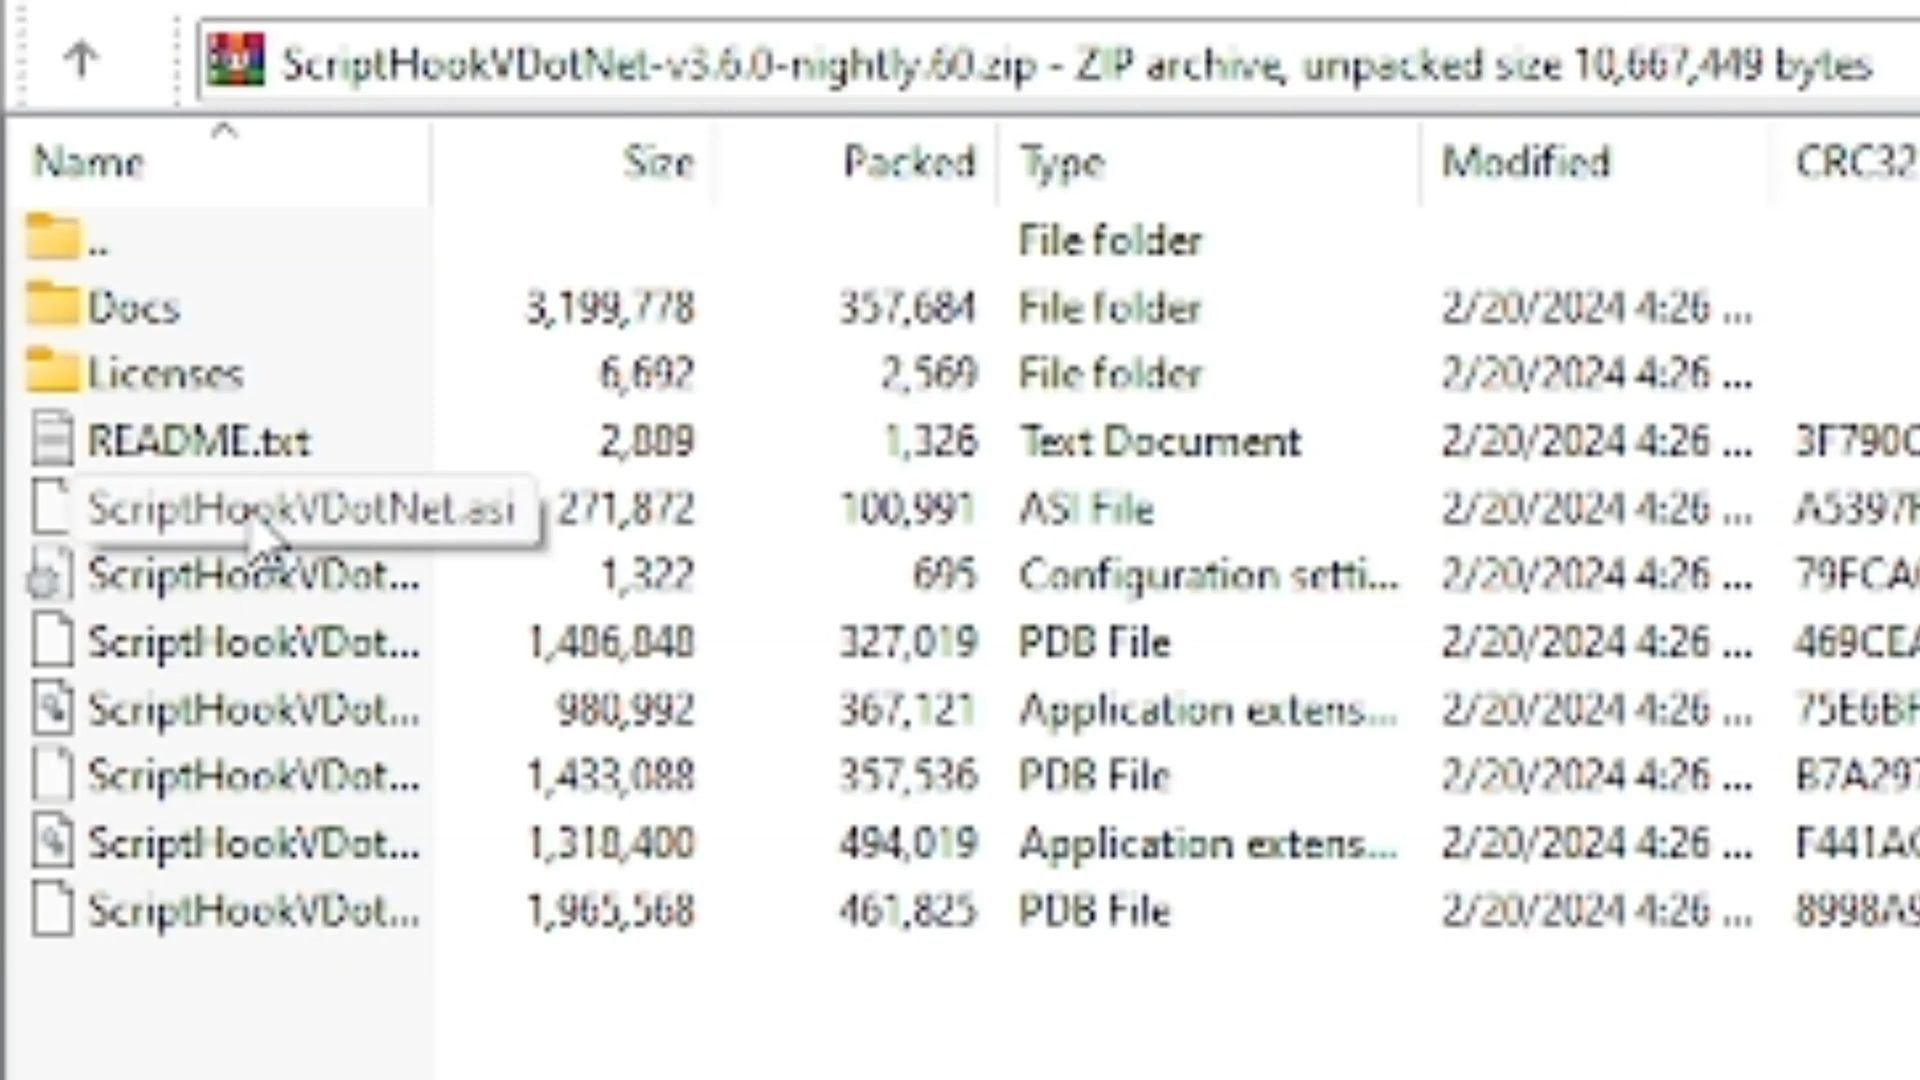 ScriptHookVDotNet-v3.6.0-nightly.60.zip - ZIP archive, unpacked size 10,667,449 bytes
Name Size Packed Type Modified CRC32
.. File folder
Docs 3,199,778 357,684 File folder 2/20/2024 4:26 ...
Licenses 6,692 2,569 File folder 2/20/2024 4:26 ...
README.txt 2,889 1,326 Text Document 2/20/2024 4:26 ...
ScriptHookVDotNet.asi 271,872 100,991 ASI File 2/20/2024 4:26 ...
ScriptHookVDot... 1,322 695 Configuration setti... 2/20/2024 4:26 ...
ScriptHookVDot... 1,486,848 327,019 PDB File 2/20/2024 4:26 ...
ScriptHookVDot... 980,992 367,121 Application extens... 2/20/2024 4:26 ...
ScriptHookVDot... 1,433,088 357,536 PDB File 2/20/2024 4:26 ...
ScriptHookVDot... 1,318,400 494,019 Application extens... 2/20/2024 4:26 ...
ScriptHookVDot... 1,965,568 461,825 PDB File 2/20/2024 4:26 ...